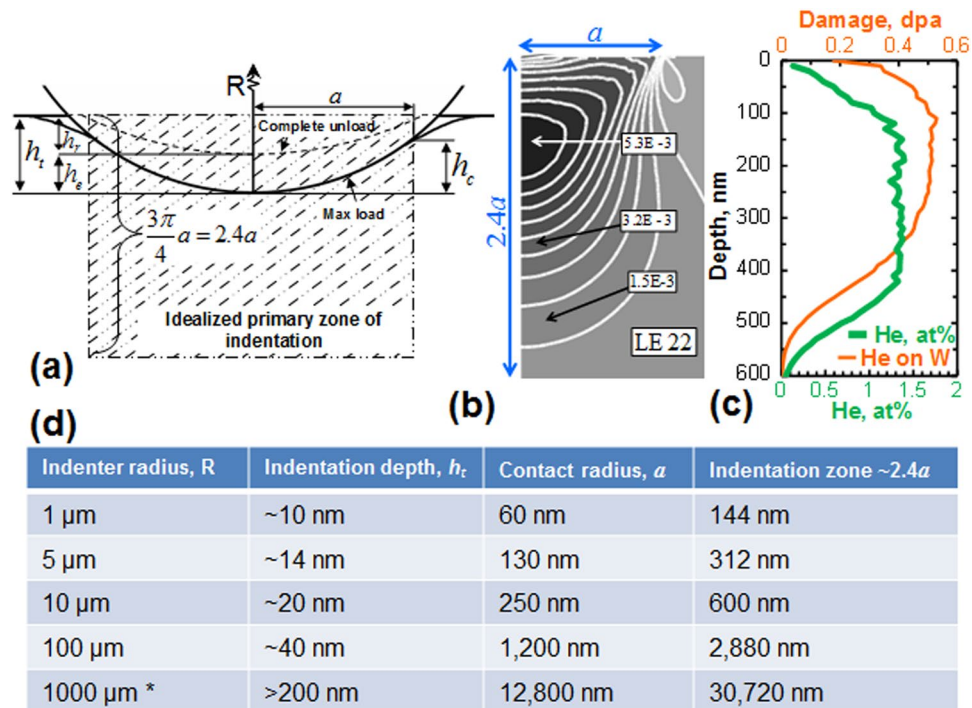 (a)
R
a
Complete unload
h_t
h_r
h_e
h_c
Max load
3π/4 a = 2.4a
Idealized primary zone of
indentation
(b)
a
2.4a
5.3E -3
3.2E -3
1.5E-3
LE 22
(c)
Damage, dpa
0 0.2 0.4 0.6
Depth, nm
0
100
200
300
400
500
600
He, at%
He on W
0 0.5 1 1.5 2
He, at%
(d)
Indenter radius, R Indentation depth, h_t Contact radius, a Indentation zone ~2.4a
1 μm ~10 nm 60 nm 144 nm
5 μm ~14 nm 130 nm 312 nm
10 μm ~20 nm 250 nm 600 nm
100 μm ~40 nm 1,200 nm 2,880 nm
1000 μm * >200 nm 12,800 nm 30,720 nm